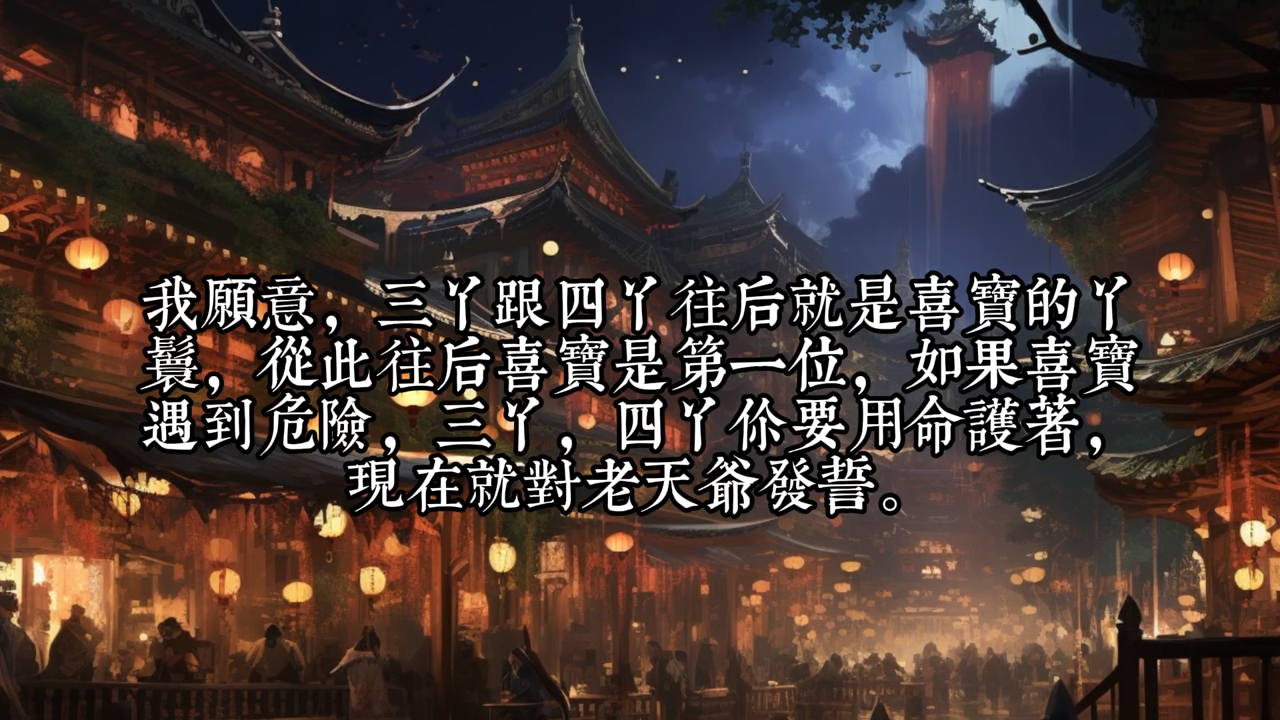 我願意，三丫跟四丫往后就是喜寶的丫
鬟，從此往后喜寶是第一位，如果喜寶
遇到危險，三丫，四丫你要用命護著，
現在就對老天爺發誓。